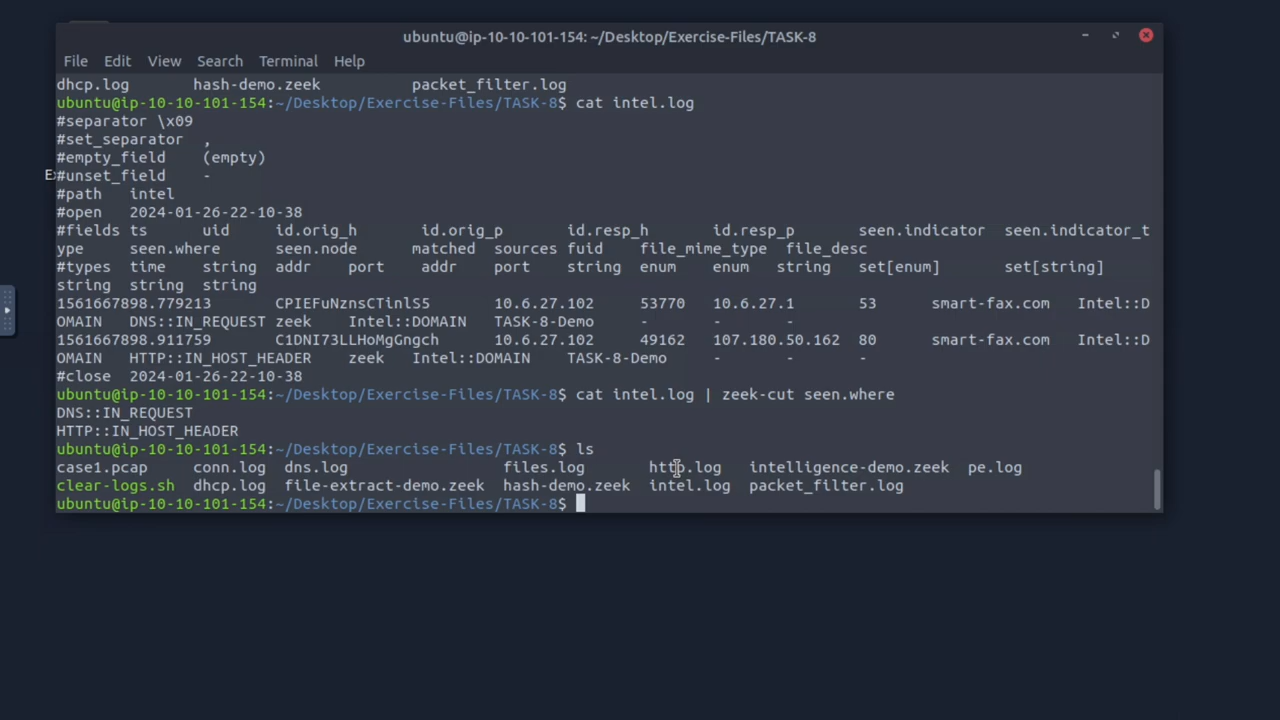 ubuntu@ip-10-10-101-154: ~/Desktop/Exercise-Files/TASK-8
File Edit View Search Terminal Help
dhcp.log hash-demo.zeek packet_filter.log
ubuntu@ip-10-10-101-154:~/Desktop/Exercise-Files/TASK-8$ cat intel.log
#separator \x09
#set_separator ,
#empty_field (empty)
#unset_field -
#path intel
#open 2024-01-26-22-10-38
#fields ts uid id.orig_h id.orig_p id.resp_h id.resp_p seen.indicator seen.indicator_t
ype seen.where seen.node matched sources fuid file_mime_type file_desc
#types time string addr port addr port string enum enum string set[enum] set[string]
string string string
1561667898.779213 CPIEFuNznsCTinlS5 10.6.27.102 53770 10.6.27.1 53 smart-fax.com Intel::D
OMAIN DNS::IN_REQUEST zeek Intel::DOMAIN TASK-8-Demo - - -
1561667898.911759 C1DNI73LLHoMgGngch 10.6.27.102 49162 107.180.50.162 80 smart-fax.com Intel::D
OMAIN HTTP::IN_HOST_HEADER zeek Intel::DOMAIN TASK-8-Demo - - -
#close 2024-01-26-22-10-38
ubuntu@ip-10-10-101-154:~/Desktop/Exercise-Files/TASK-8$ cat intel.log | zeek-cut seen.where
DNS::IN_REQUEST
HTTP::IN_HOST_HEADER
ubuntu@ip-10-10-101-154:~/Desktop/Exercise-Files/TASK-8$ ls
case1.pcap conn.log dns.log files.log http.log intelligence-demo.zeek pe.log
clear-logs.sh dhcp.log file-extract-demo.zeek hash-demo.zeek intel.log packet_filter.log
ubuntu@ip-10-10-101-154:~/Desktop/Exercise-Files/TASK-8$